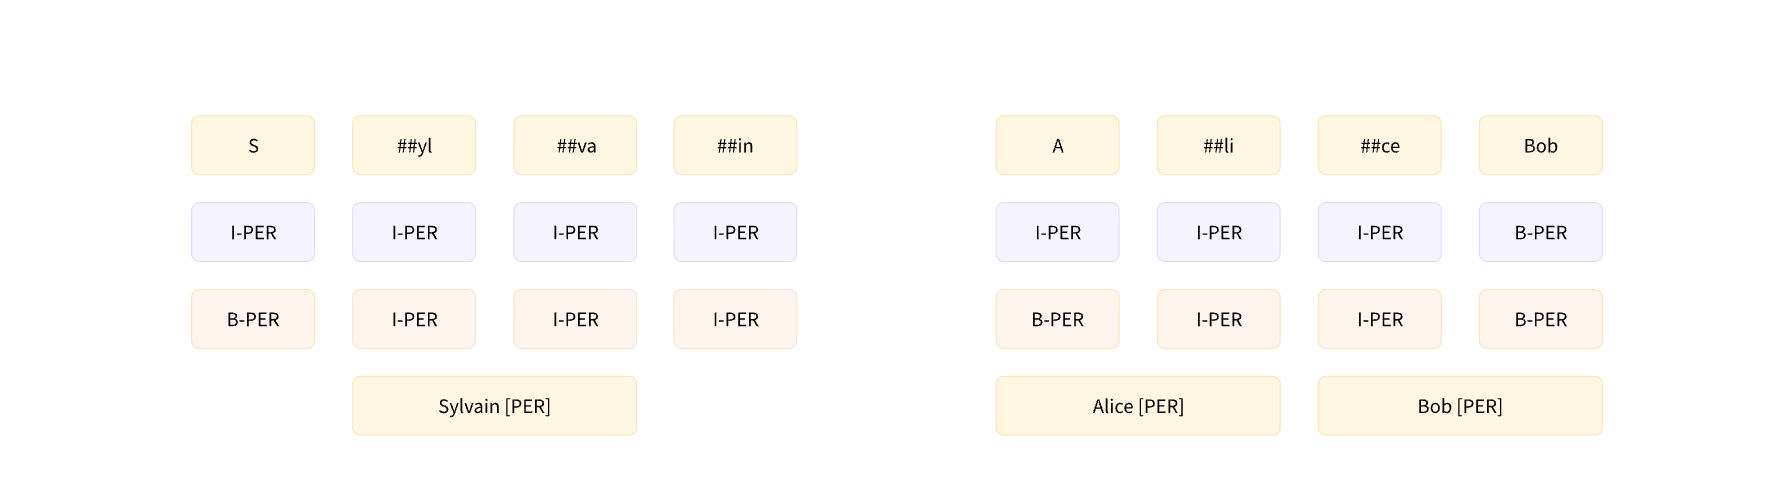 S ##yl ##va ##in A ##li ##ce Bob
I-PER I-PER I-PER I-PER I-PER I-PER I-PER B-PER
B-PER I-PER I-PER I-PER B-PER I-PER I-PER B-PER
Sylvain [PER] Alice [PER] Bob [PER]